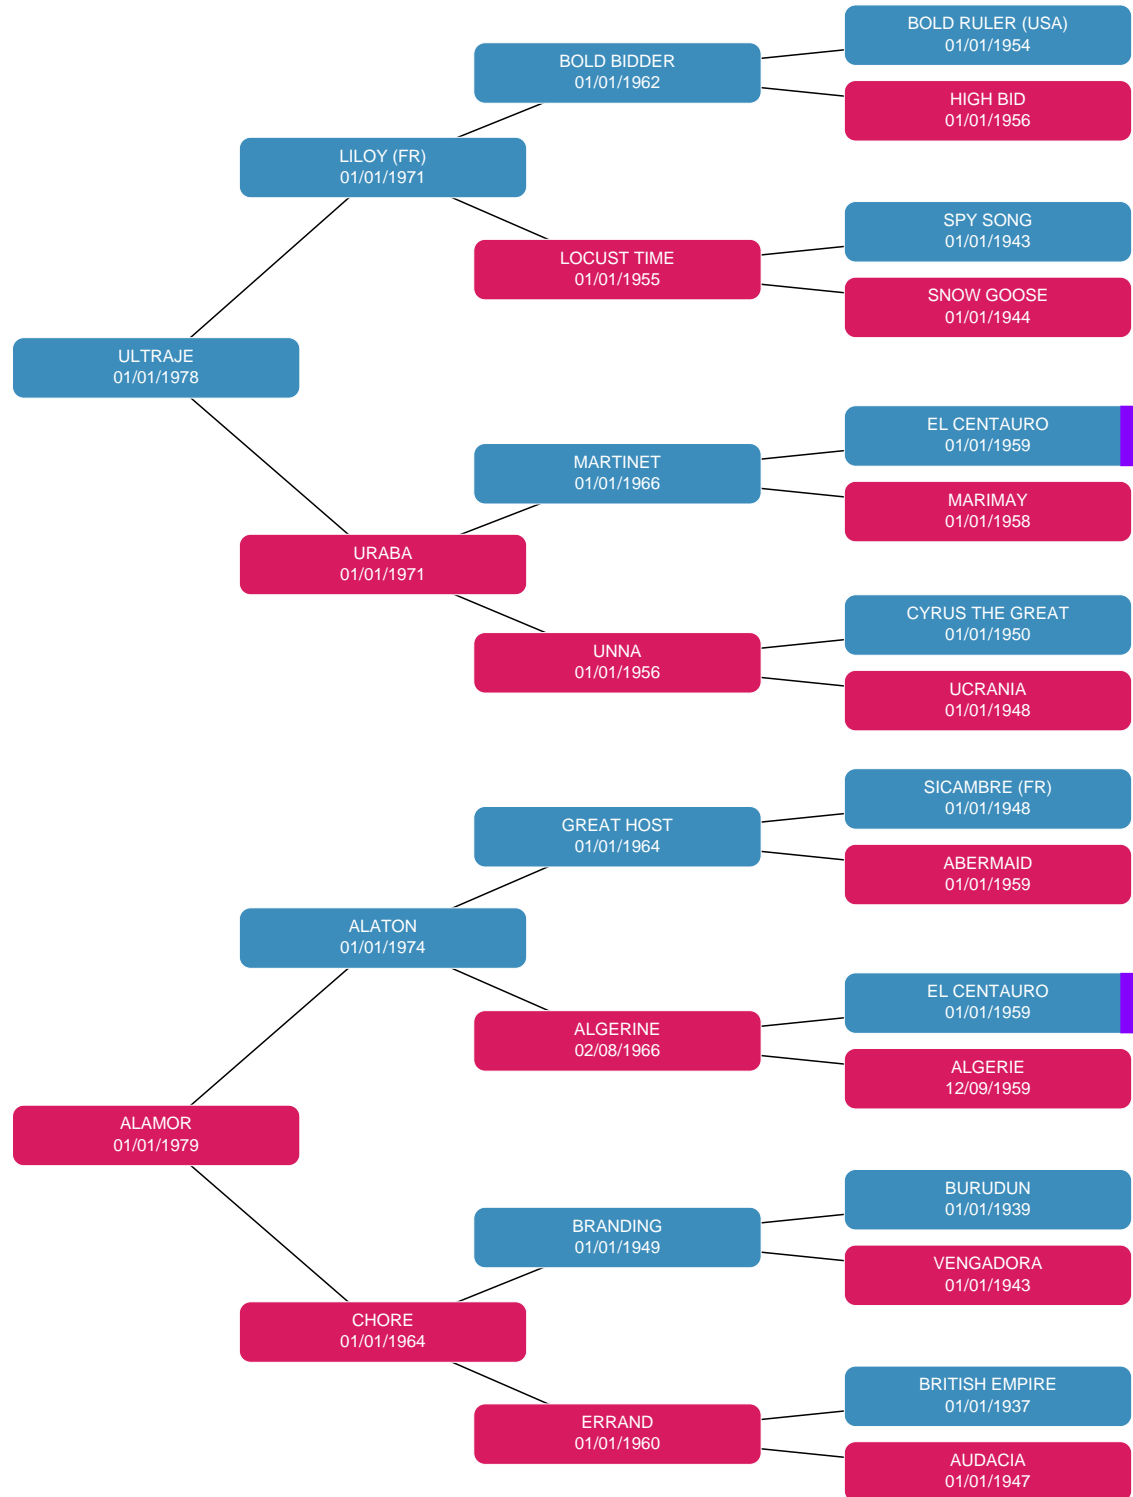 BOLD RULER (USA)
01/01/1954
BOLD BIDDER
01/01/1962
HIGH BID
01/01/1956
LILOY (FR)
01/01/1971
SPY SONG
01/01/1943
LOCUST TIME
01/01/1955
SNOW GOOSE
01/01/1944
ULTRAJE
01/01/1978
EL CENTAURO
01/01/1959
MARTINET
01/01/1966
MARIMAY
01/01/1958
URABA
01/01/1971
CYRUS THE GREAT
01/01/1950
UNNA
01/01/1956
UCRANIA
01/01/1948
SICAMBRE (FR)
01/01/1948
GREAT HOST
01/01/1964
ABERMAID
01/01/1959
ALATON
01/01/1974
EL CENTAURO
01/01/1959
ALGERINE
02/08/1966
ALGERIE
12/09/1959
ALAMOR
01/01/1979
BURUDUN
01/01/1939
BRANDING
01/01/1949
VENGADORA
01/01/1943
CHORE
01/01/1964
BRITISH EMPIRE
01/01/1937
ERRAND
01/01/1960
AUDACIA
01/01/1947